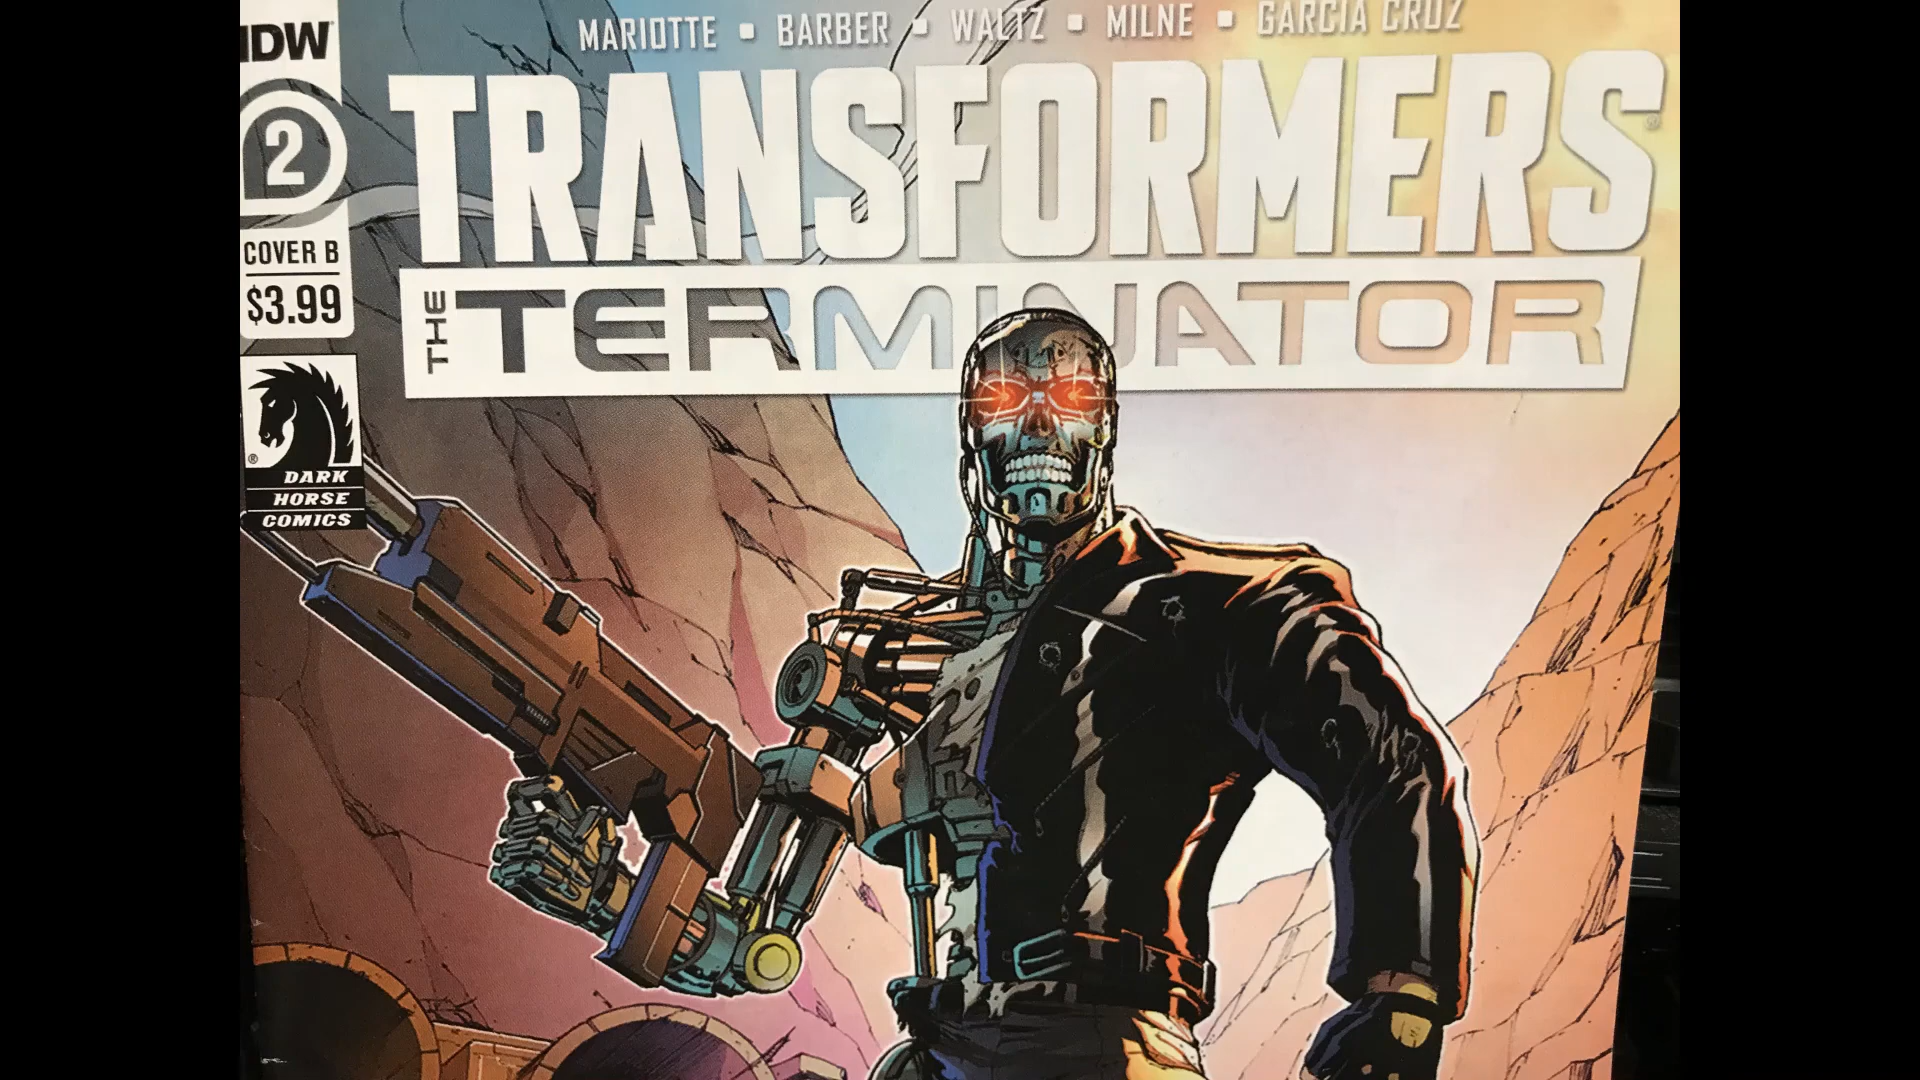 IDW
MARIOTTE ▪ BARBER ▪ WALTZ ▪ MILNE ▪ GARCIA CRUZ
2
TRANSFORMERS®
COVER B
$3.99
THE TERMINATOR
®
DARK
HORSE
COMICS